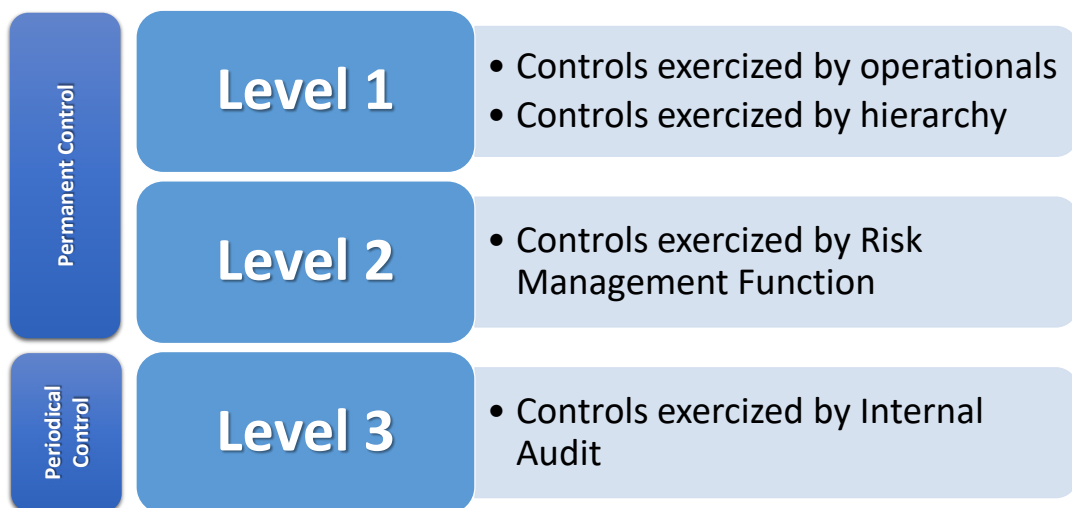 Permanent Control
Level 1
• Controls exercized by operationals
• Controls exercized by hierarchy
Level 2
• Controls exercized by Risk
Management Function
Periodical
Control
Level 3
• Controls exercized by Internal
Audit